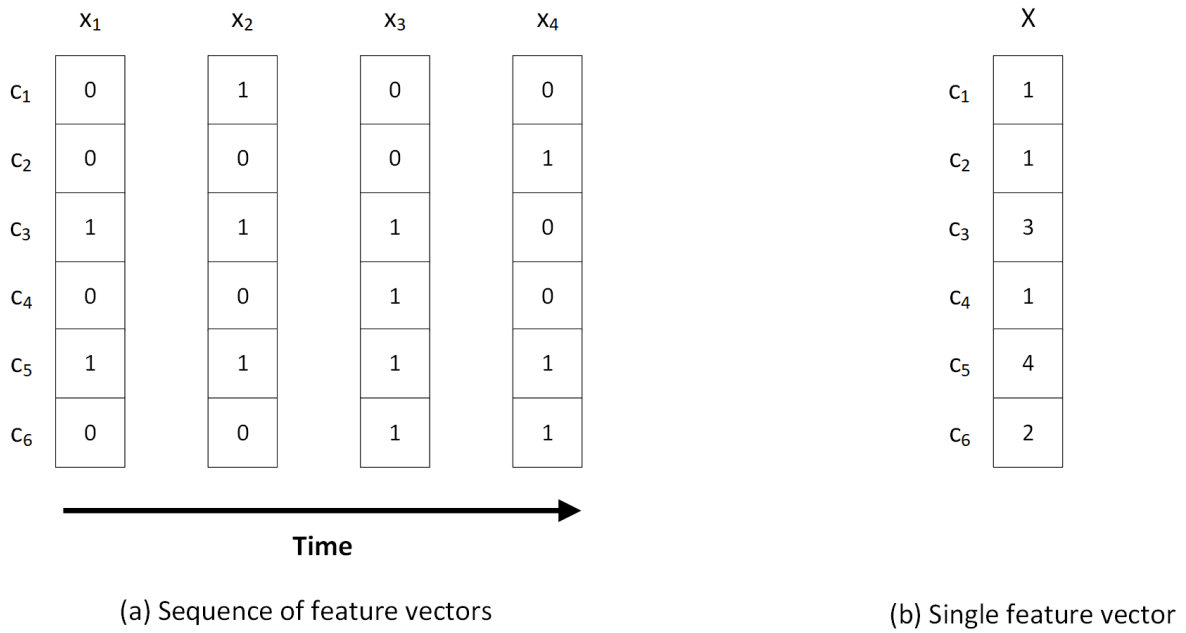 x₁ x₂ x₃ x₄ X
c₁ 0 1 0 0 c₁ 1
c₂ 0 0 0 1 c₂ 1
c₃ 1 1 1 0 c₃ 3
c₄ 0 0 1 0 c₄ 1
c₅ 1 1 1 1 c₅ 4
c₆ 0 0 1 1 c₆ 2
Time
(a) Sequence of feature vectors (b) Single feature vector